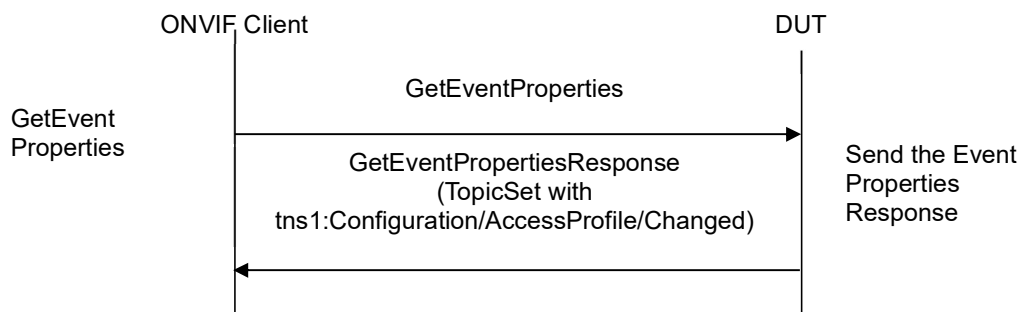 ONVIF Client
DUT
GetEventProperties
GetEvent
Properties
GetEventPropertiesResponse
(TopicSet with
tns1:Configuration/AccessProfile/Changed)
Send the Event
Properties
Response